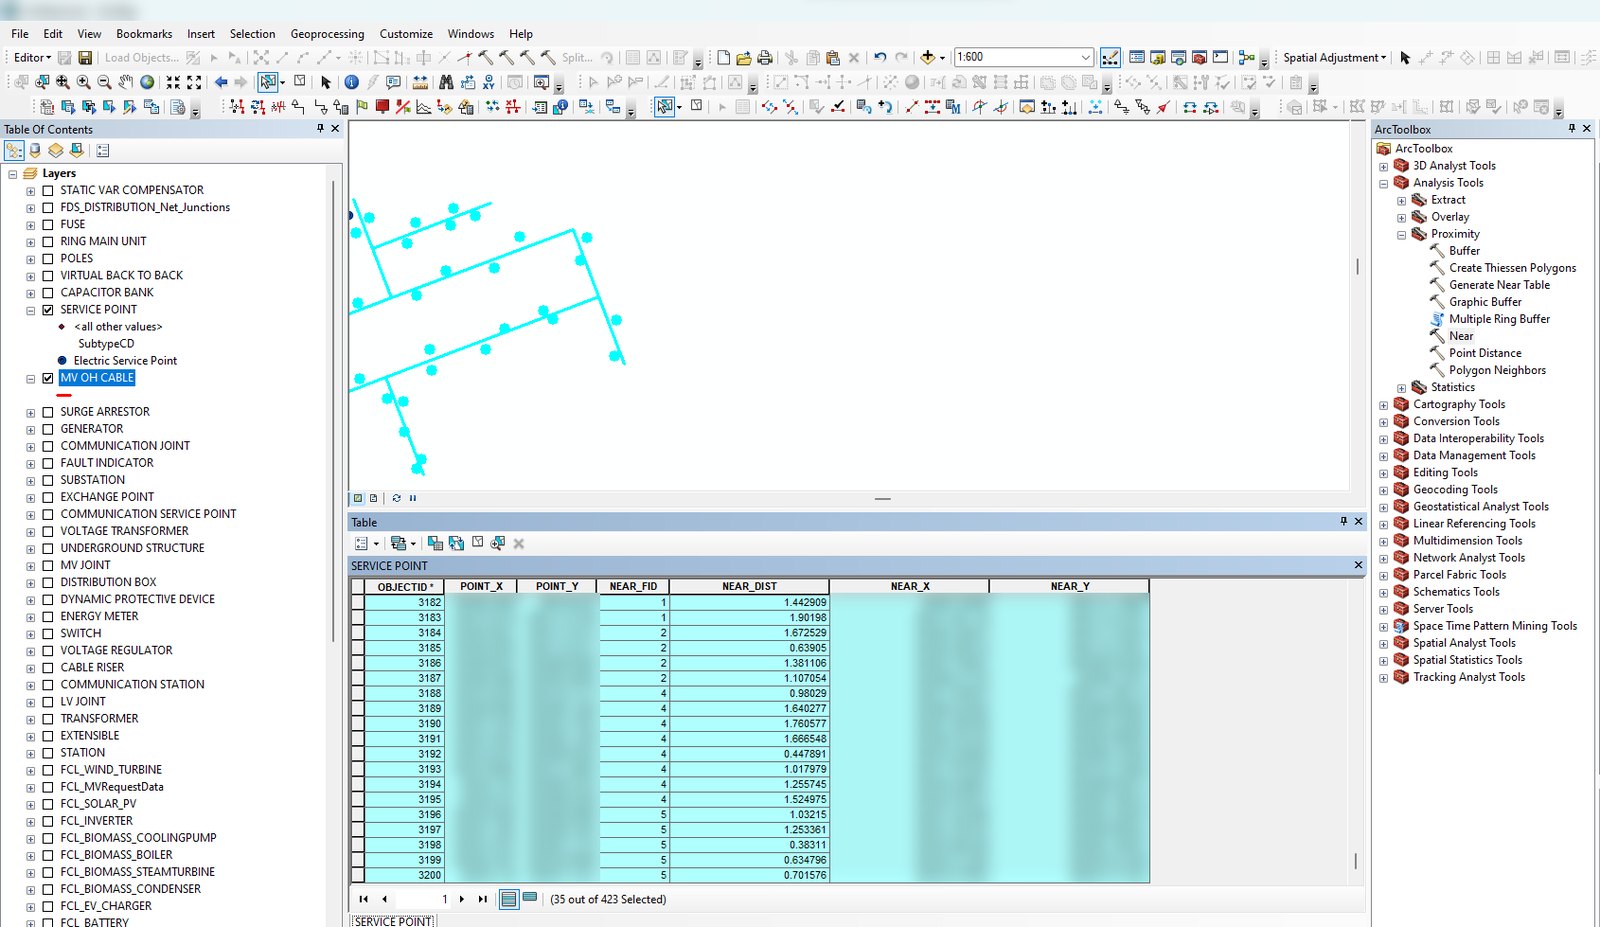 File Edit View Bookmarks Insert Selection Geoprocessing Customize Windows Help
Editor Load Objects... Split... 1:600 Spatial Adjustment
Table Of Contents
Layers
STATIC VAR COMPENSATOR
FDS_DISTRIBUTION_Net_Junctions
FUSE
RING MAIN UNIT
POLES
VIRTUAL BACK TO BACK
CAPACITOR BANK
SERVICE POINT
<all other values>
SubtypeCD
Electric Service Point
MV OH CABLE
SURGE ARRESTOR
GENERATOR
COMMUNICATION JOINT
FAULT INDICATOR
SUBSTATION
EXCHANGE POINT
COMMUNICATION SERVICE POINT
VOLTAGE TRANSFORMER
UNDERGROUND STRUCTURE
MV JOINT
DISTRIBUTION BOX
DYNAMIC PROTECTIVE DEVICE
ENERGY METER
SWITCH
VOLTAGE REGULATOR
CABLE RISER
COMMUNICATION STATION
LV JOINT
TRANSFORMER
EXTENSIBLE
STATION
FCL_WIND_TURBINE
FCL_MVRequestData
FCL_SOLAR_PV
FCL_INVERTER
FCL_BIOMASS_COOLINGPUMP
FCL_BIOMASS_BOILER
FCL_BIOMASS_STEAMTURBINE
FCL_BIOMASS_CONDENSER
FCL_EV_CHARGER
FCL_BATTERY
Table
SERVICE POINT
OBJECTID * POINT_X POINT_Y NEAR_FID NEAR_DIST NEAR_X NEAR_Y
3182 1 1.442909
3183 1 1.90198
3184 2 1.672529
3185 2 0.63905
3186 2 1.381106
3187 2 1.107054
3188 4 0.98029
3189 4 1.640277
3190 4 1.760577
3191 4 1.666548
3192 4 0.447891
3193 4 1.017979
3194 4 1.255745
3195 4 1.524975
3196 5 1.03215
3197 5 1.253361
3198 5 0.38311
3199 5 0.634796
3200 5 0.701576
1 (35 out of 423 Selected)
SERVICE POINT
ArcToolbox
ArcToolbox
3D Analyst Tools
Analysis Tools
Extract
Overlay
Proximity
Buffer
Create Thiessen Polygons
Generate Near Table
Graphic Buffer
Multiple Ring Buffer
Near
Point Distance
Polygon Neighbors
Statistics
Cartography Tools
Conversion Tools
Data Interoperability Tools
Data Management Tools
Editing Tools
Geocoding Tools
Geostatistical Analyst Tools
Linear Referencing Tools
Multidimension Tools
Network Analyst Tools
Parcel Fabric Tools
Schematics Tools
Server Tools
Space Time Pattern Mining Tools
Spatial Analyst Tools
Spatial Statistics Tools
Tracking Analyst Tools